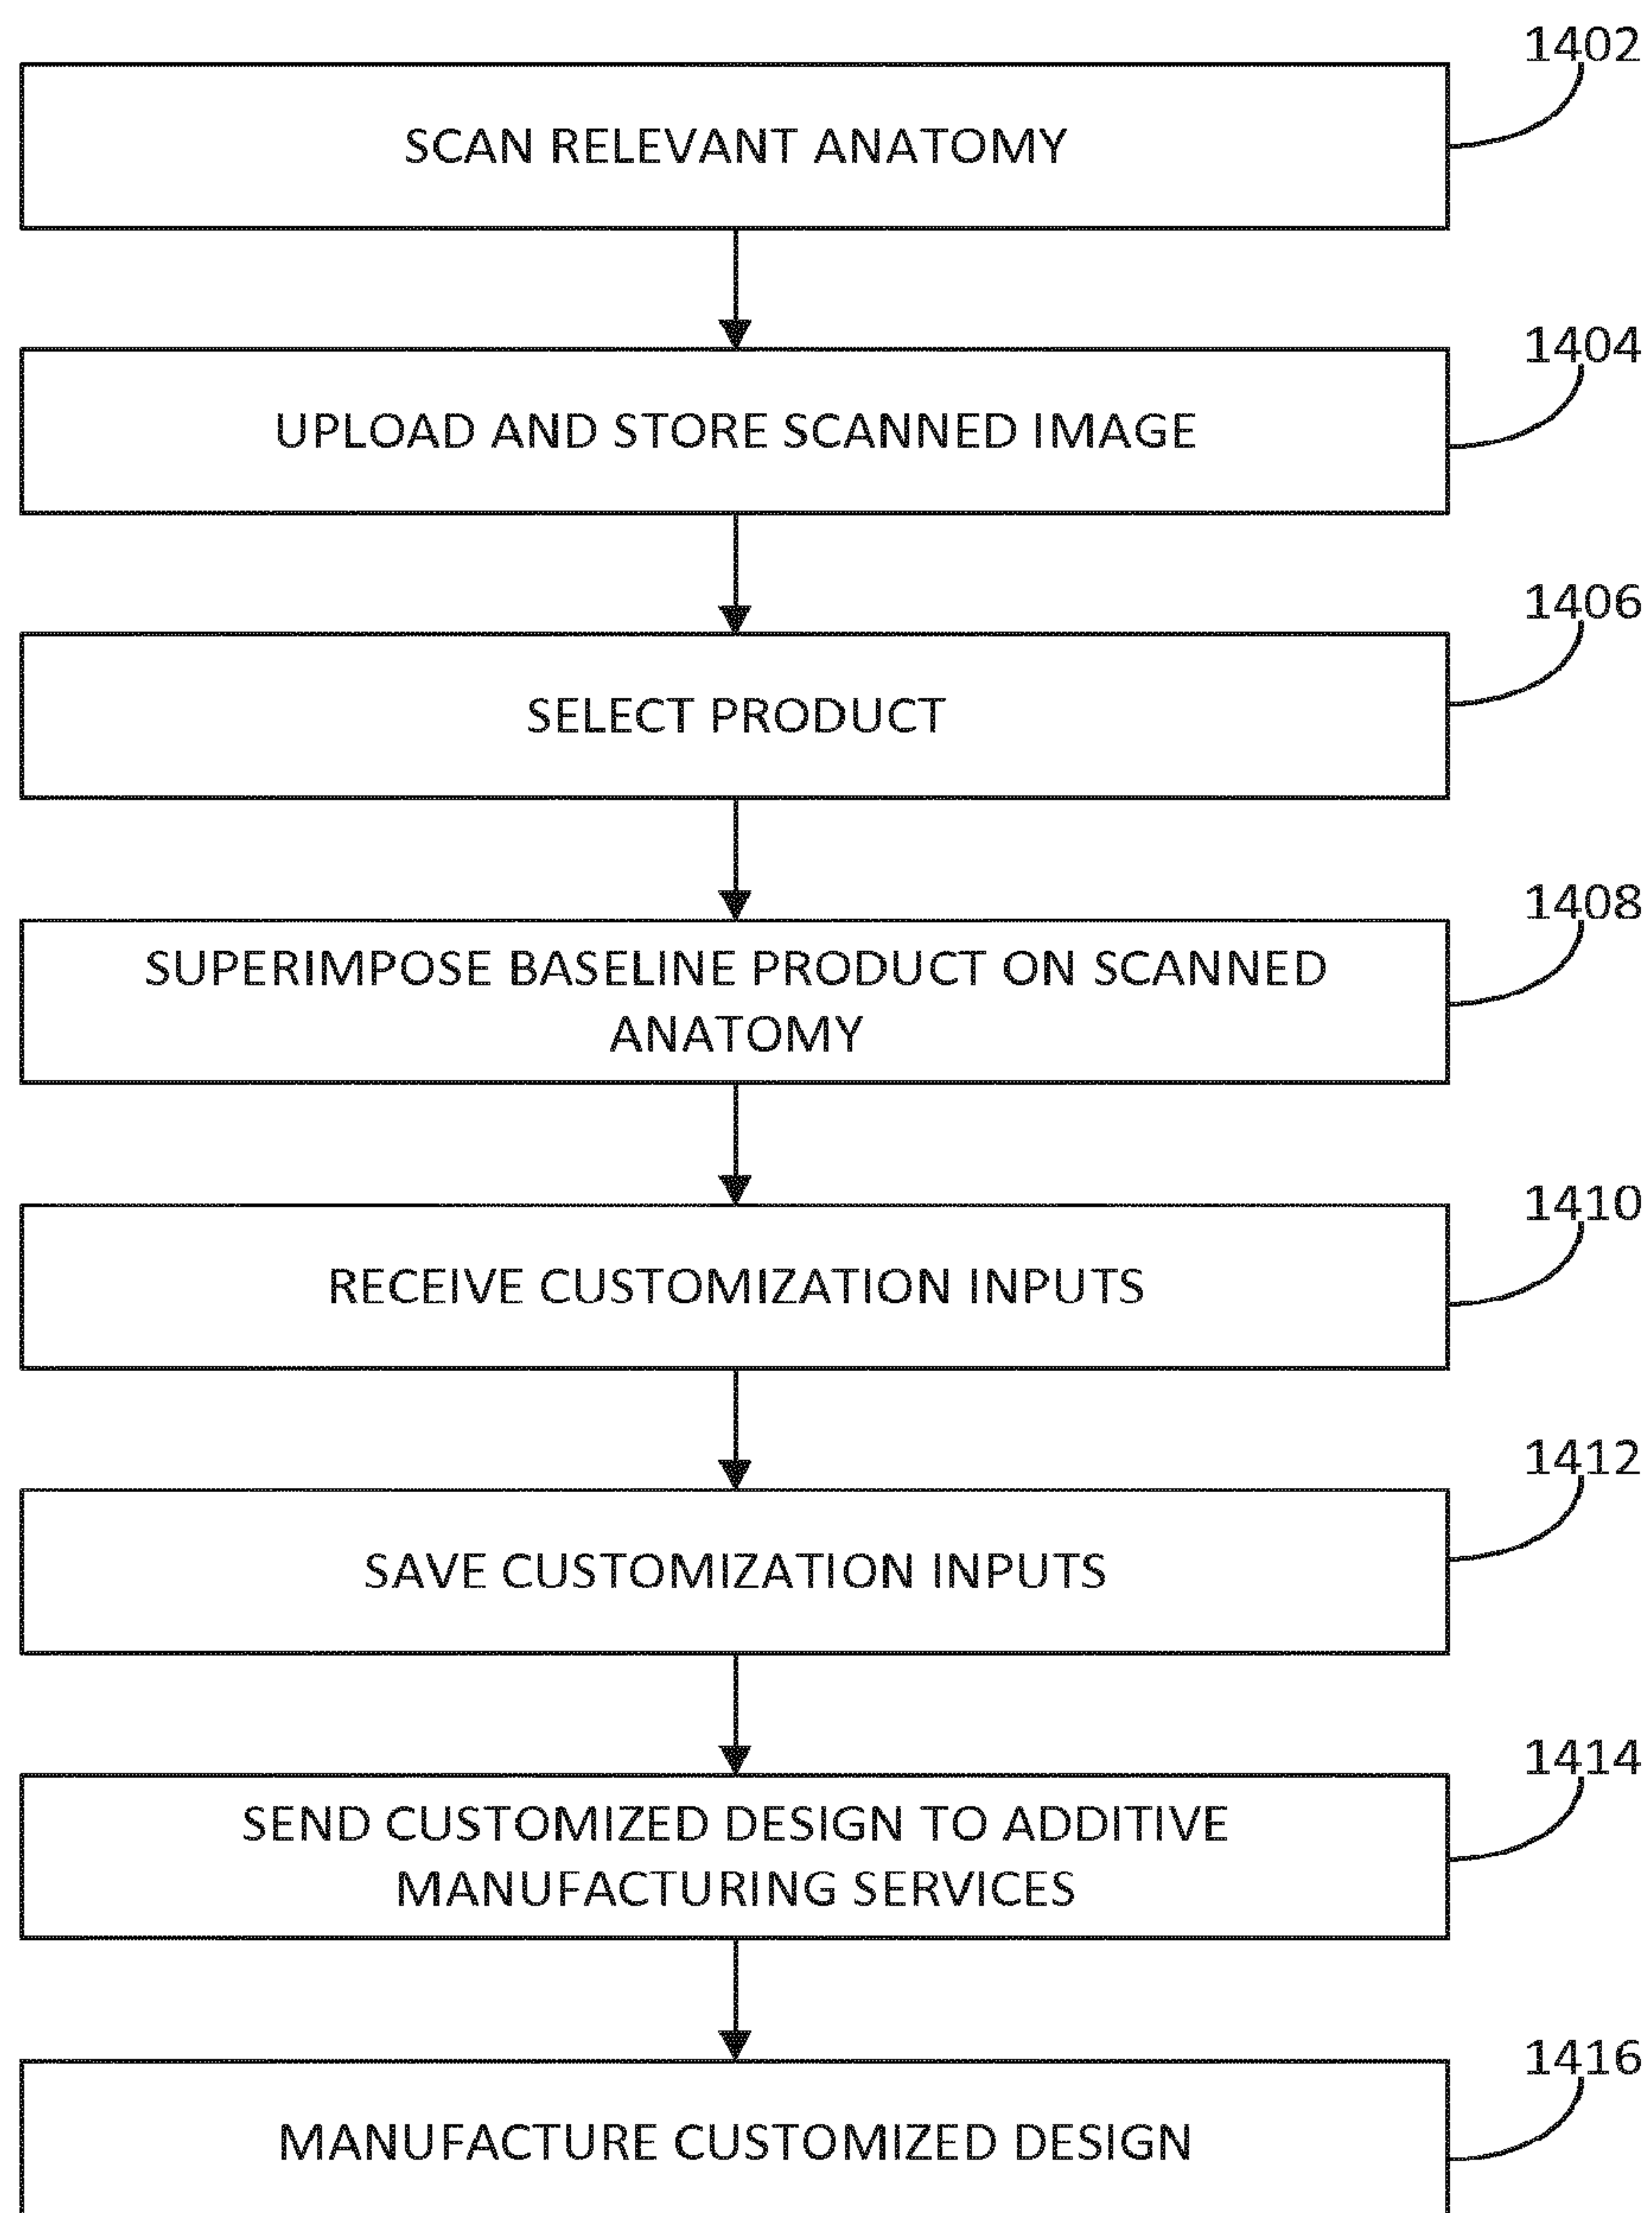 1402
SCAN RELEVANT ANATOMY
1404
UPLOAD AND STORE SCANNED IMAGE
1406
SELECT PRODUCT
1408
SUPERIMPOSE BASELINE PRODUCT ON SCANNED
ANATOMY
1410
RECEIVE CUSTOMIZATION INPUTS
1412
SAVE CUSTOMIZATION INPUTS
1414
SEND CUSTOMIZED DESIGN TO ADDITIVE
MANUFACTURING SERVICES
1416
MANUFACTURE CUSTOMIZED DESIGN